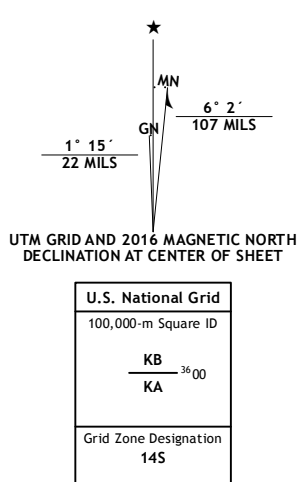 ★
MN
6° 2´
107 MILS
GN
1° 15´
22 MILS
UTM GRID AND 2016 MAGNETIC NORTH
DECLINATION AT CENTER OF SHEET
U.S. National Grid
100,000-m Square ID
KB
3600
KA
Grid Zone Designation
14S